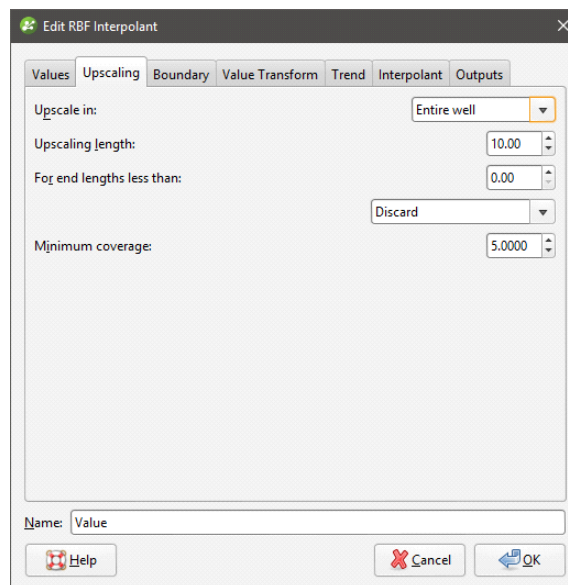 Edit RBF Interpolant
Values Upscaling Boundary Value Transform Trend Interpolant Outputs
Upscale in: Entire well
Upscaling length: 10.00
For end lengths less than: 0.00
Discard
Minimum coverage: 5.0000
Name: Value
Help Cancel OK